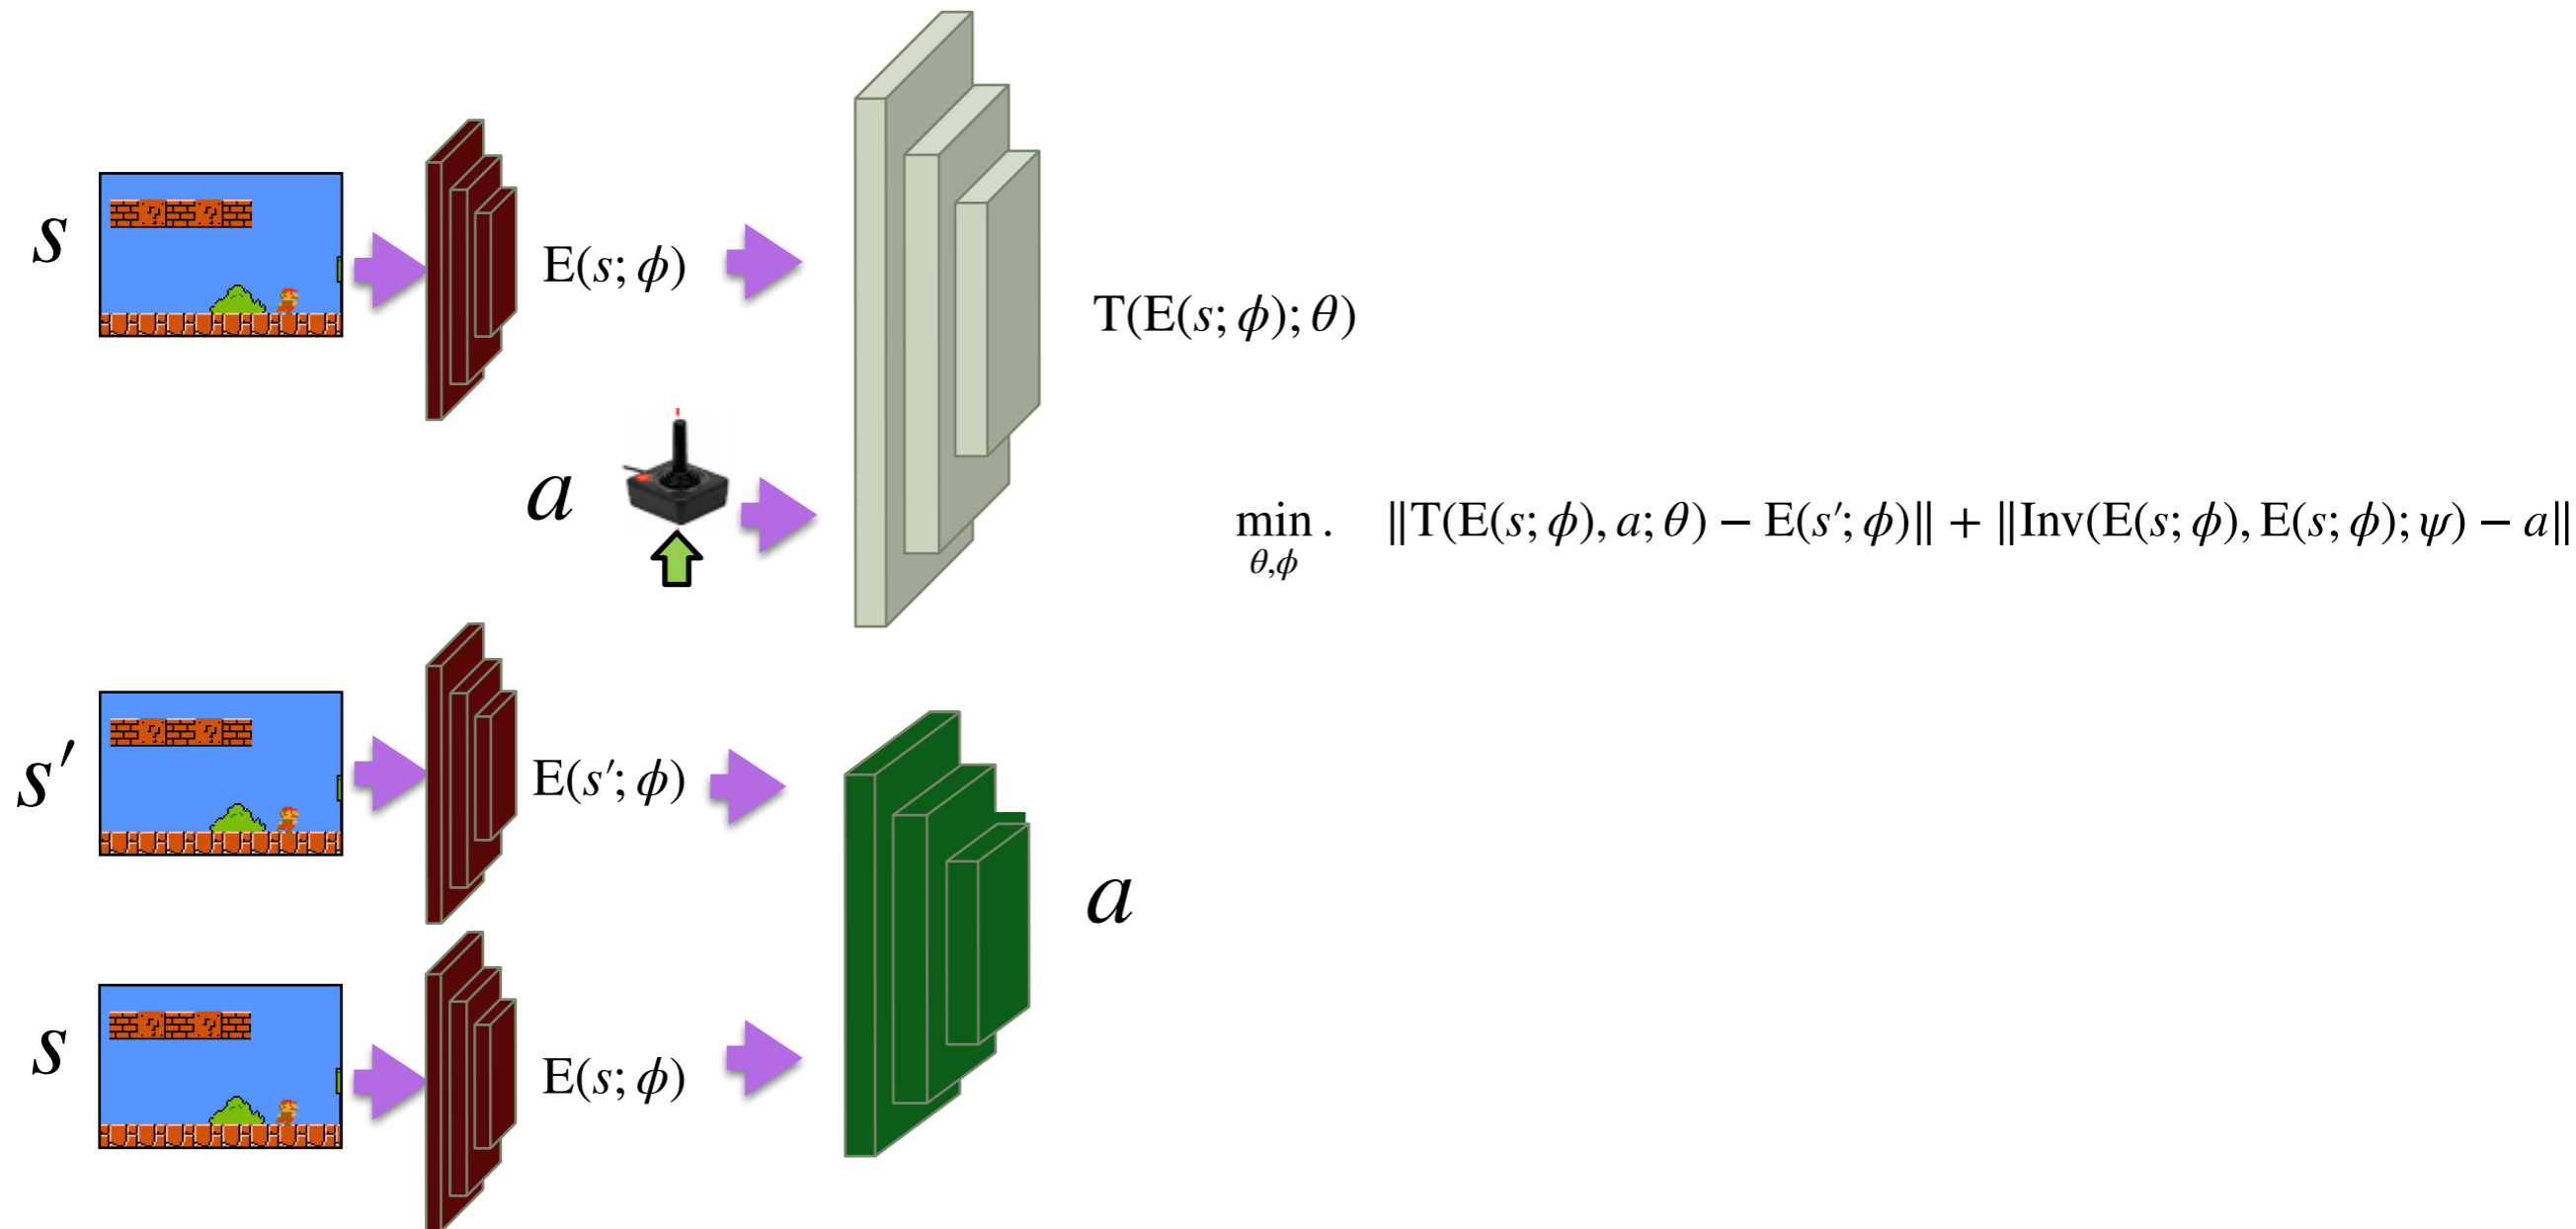 s
E(s; ϕ)
T(E(s; ϕ); θ)
a
min . ∥T(E(s; ϕ), a; θ) − E(s′; ϕ)∥ + ∥Inv(E(s; ϕ), E(s; ϕ); ψ) − a∥
θ,ϕ
s′
E(s′; ϕ)
a
s
E(s; ϕ)